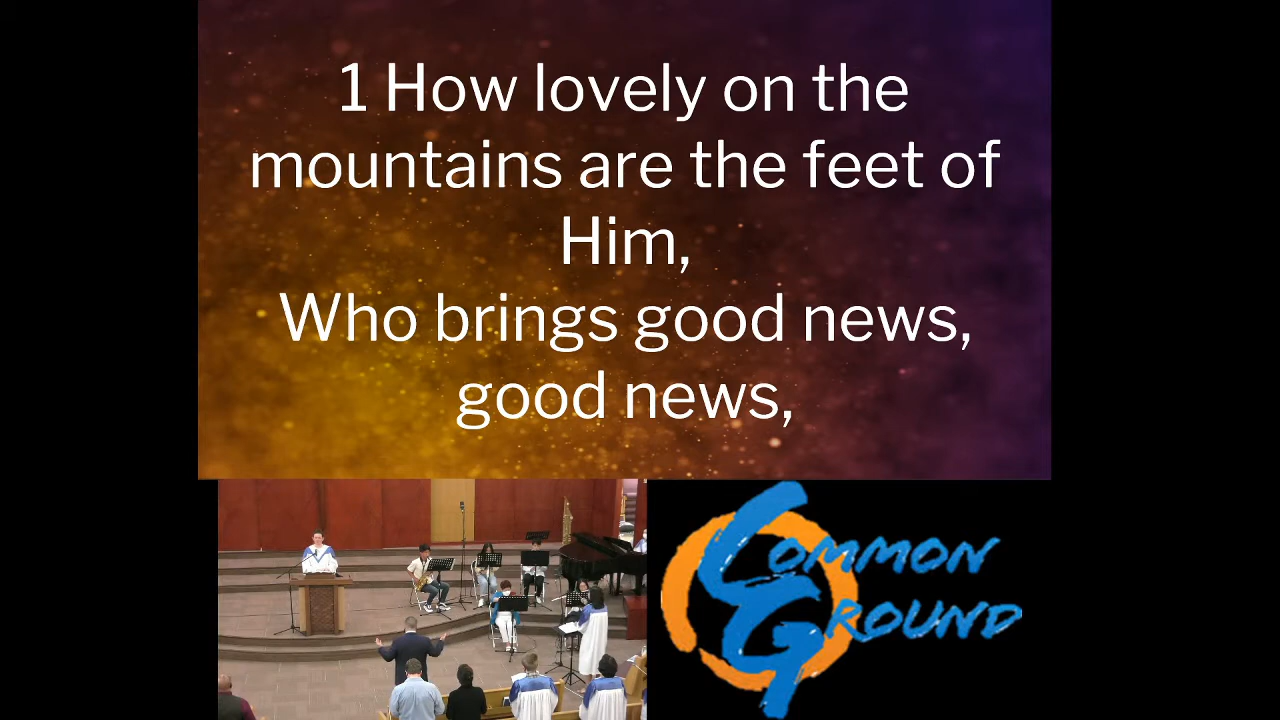 1 How lovely on the
mountains are the feet of
Him,
Who brings good news,
good news,
Common
Ground